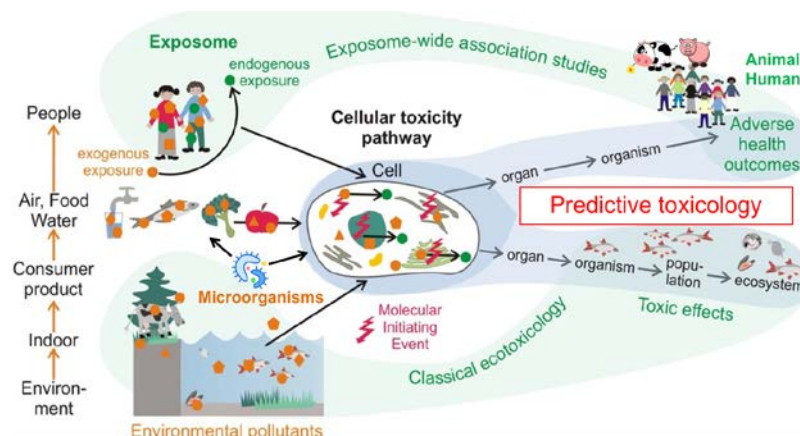 Exposome
endogenous exposure
Exposome-wide association studies
Animal
Human
People
exogenous exposure
Cellular toxicity
pathway
Cell
organ
organism
Adverse
health
outcomes
Air, Food
Water
Predictive toxicology
Consumer
product
Microorganisms
organ
organism
popu-
lation
ecosystem
Molecular
Initiating
Event
Toxic effects
Classical ecotoxicology
Indoor
Environ-
ment
Environmental pollutants